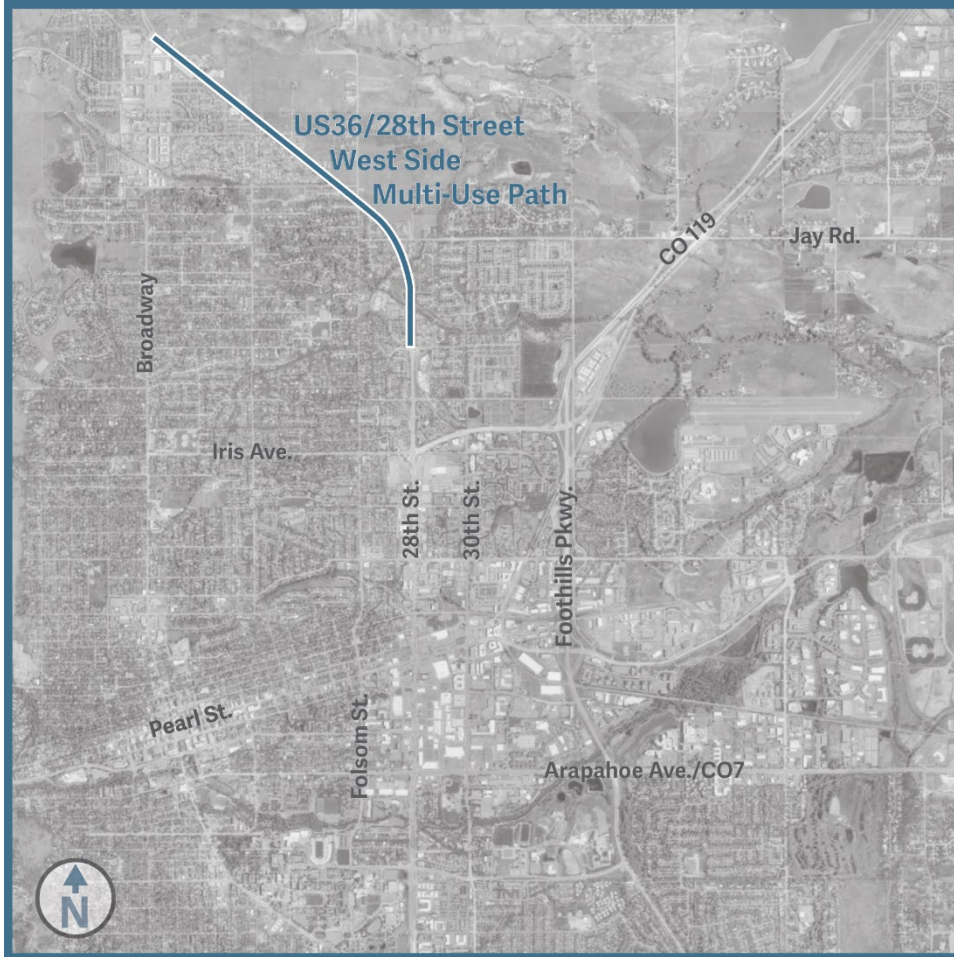 US36/28th Street
West Side
Multi-Use Path
CO 119
Jay Rd.
Broadway
Iris Ave.
28th St.
30th St.
Foothills Pkwy.
Pearl St.
Folsom St.
Arapahoe Ave./CO7
N